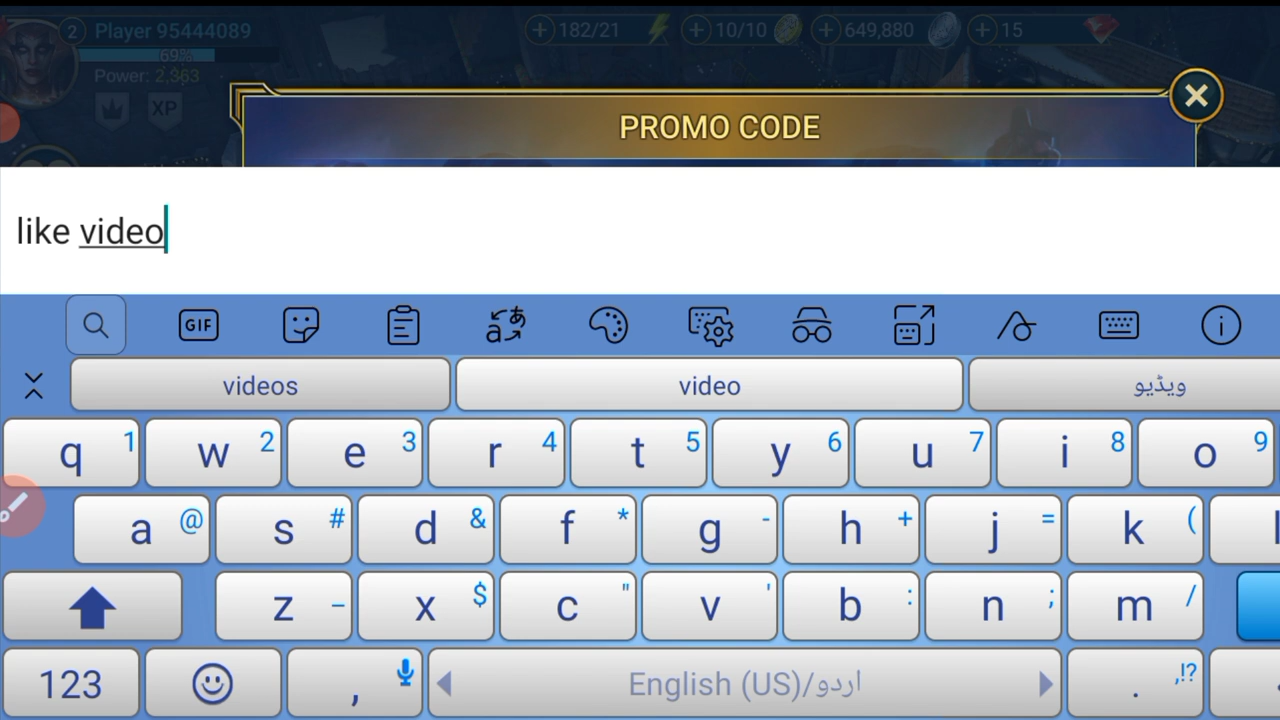 2 Player 95444089 182/21 10/10 649,880 15
69%
Power: 2,363
XP
PROMO CODE
like video
GIF
videos video ویڈیو
q 1 w 2 e 3 r 4 t 5 y 6 u 7 i 8 o 9
a @ s # d & f * g - h + j = k ( l
z _ x $ c " v ' b : n ; m /
123 , English (US)/اردو . ,!?